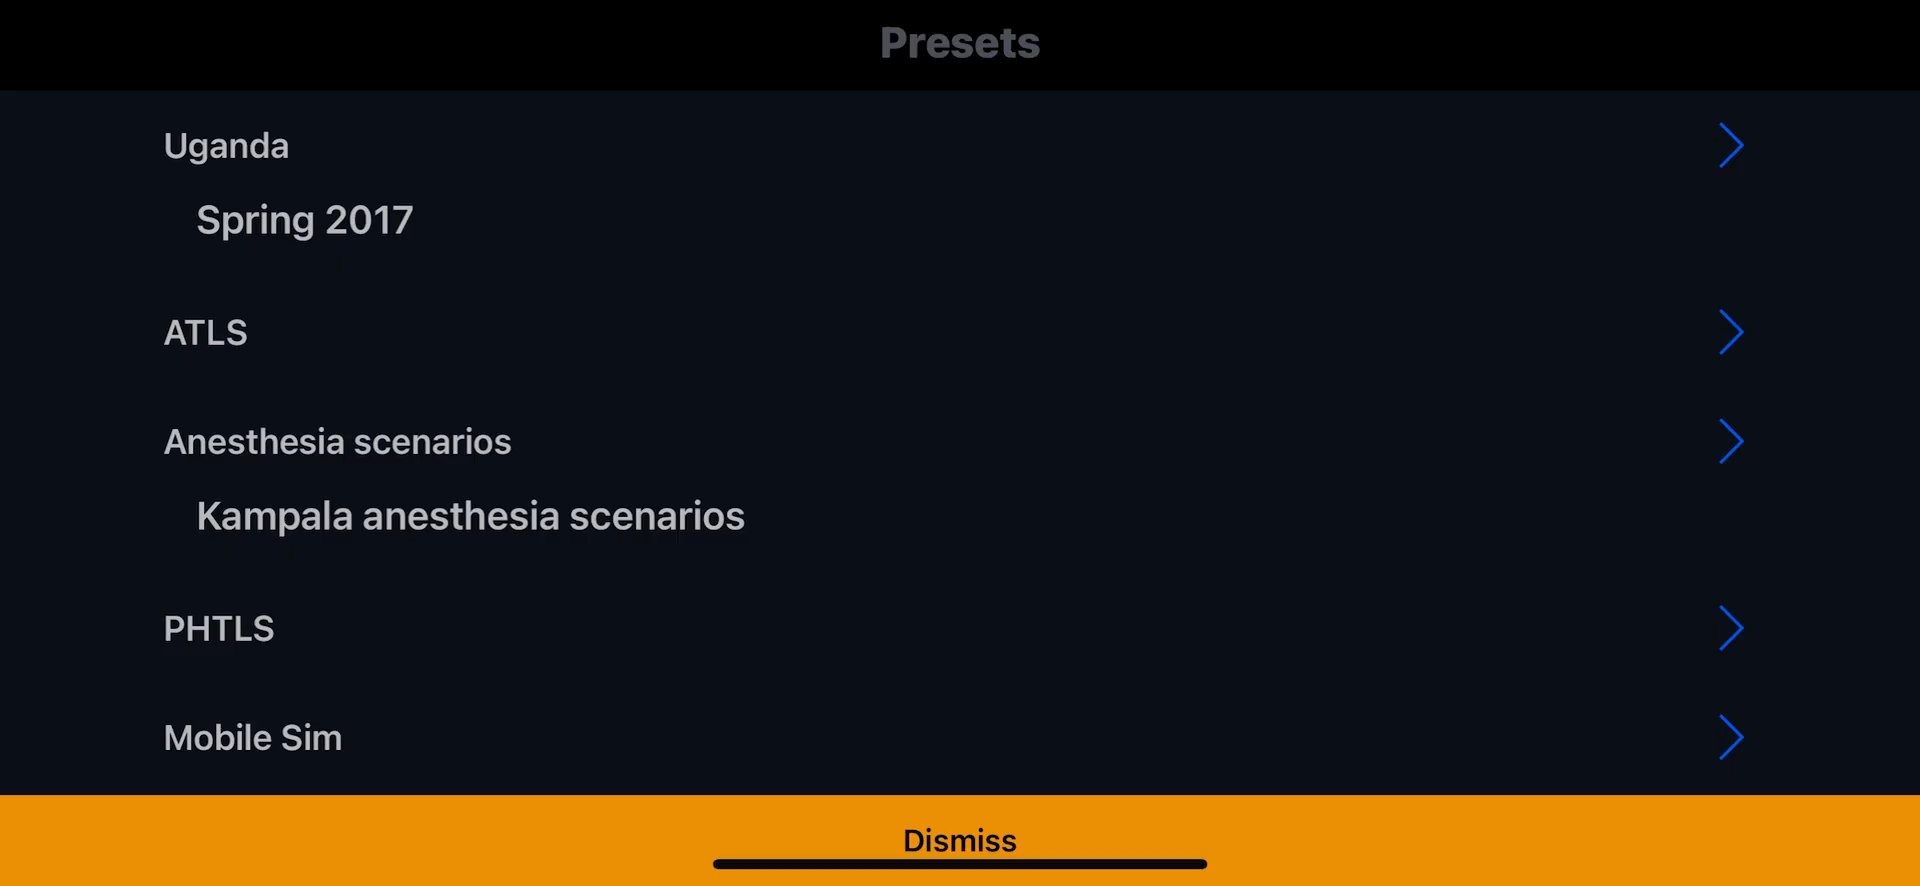 Presets
Uganda
Spring 2017
ATLS
Anesthesia scenarios
Kampala anesthesia scenarios
PHTLS
Mobile Sim
Dismiss